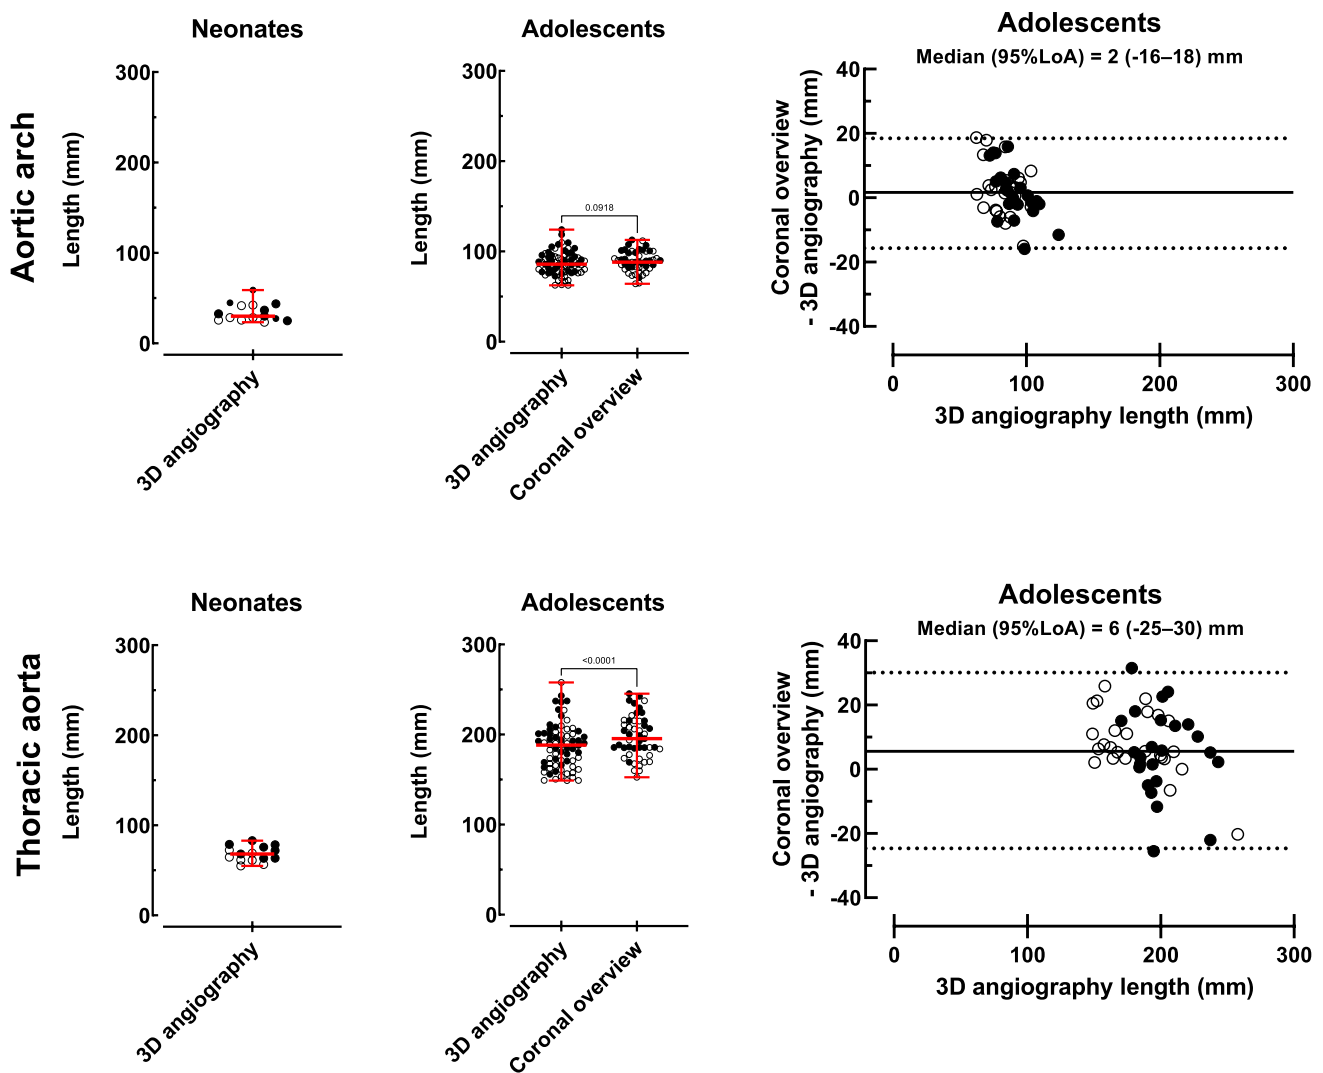 Aortic arch
Neonates
Length (mm)
300
200
100
0
3D angiography
Adolescents
Length (mm)
300
200
100
0
0.0918
3D angiography
Coronal overview
Adolescents
Median (95%LoA) = 2 (-16–18) mm
Coronal overview
- 3D angiography (mm)
40
20
0
-20
-40
0 100 200 300
3D angiography length (mm)
Thoracic aorta
Neonates
Length (mm)
300
200
100
0
3D angiography
Adolescents
Length (mm)
300
200
100
0
<0.0001
3D angiography
Coronal overview
Adolescents
Median (95%LoA) = 6 (-25–30) mm
Coronal overview
- 3D angiography (mm)
40
20
0
-20
-40
0 100 200 300
3D angiography length (mm)